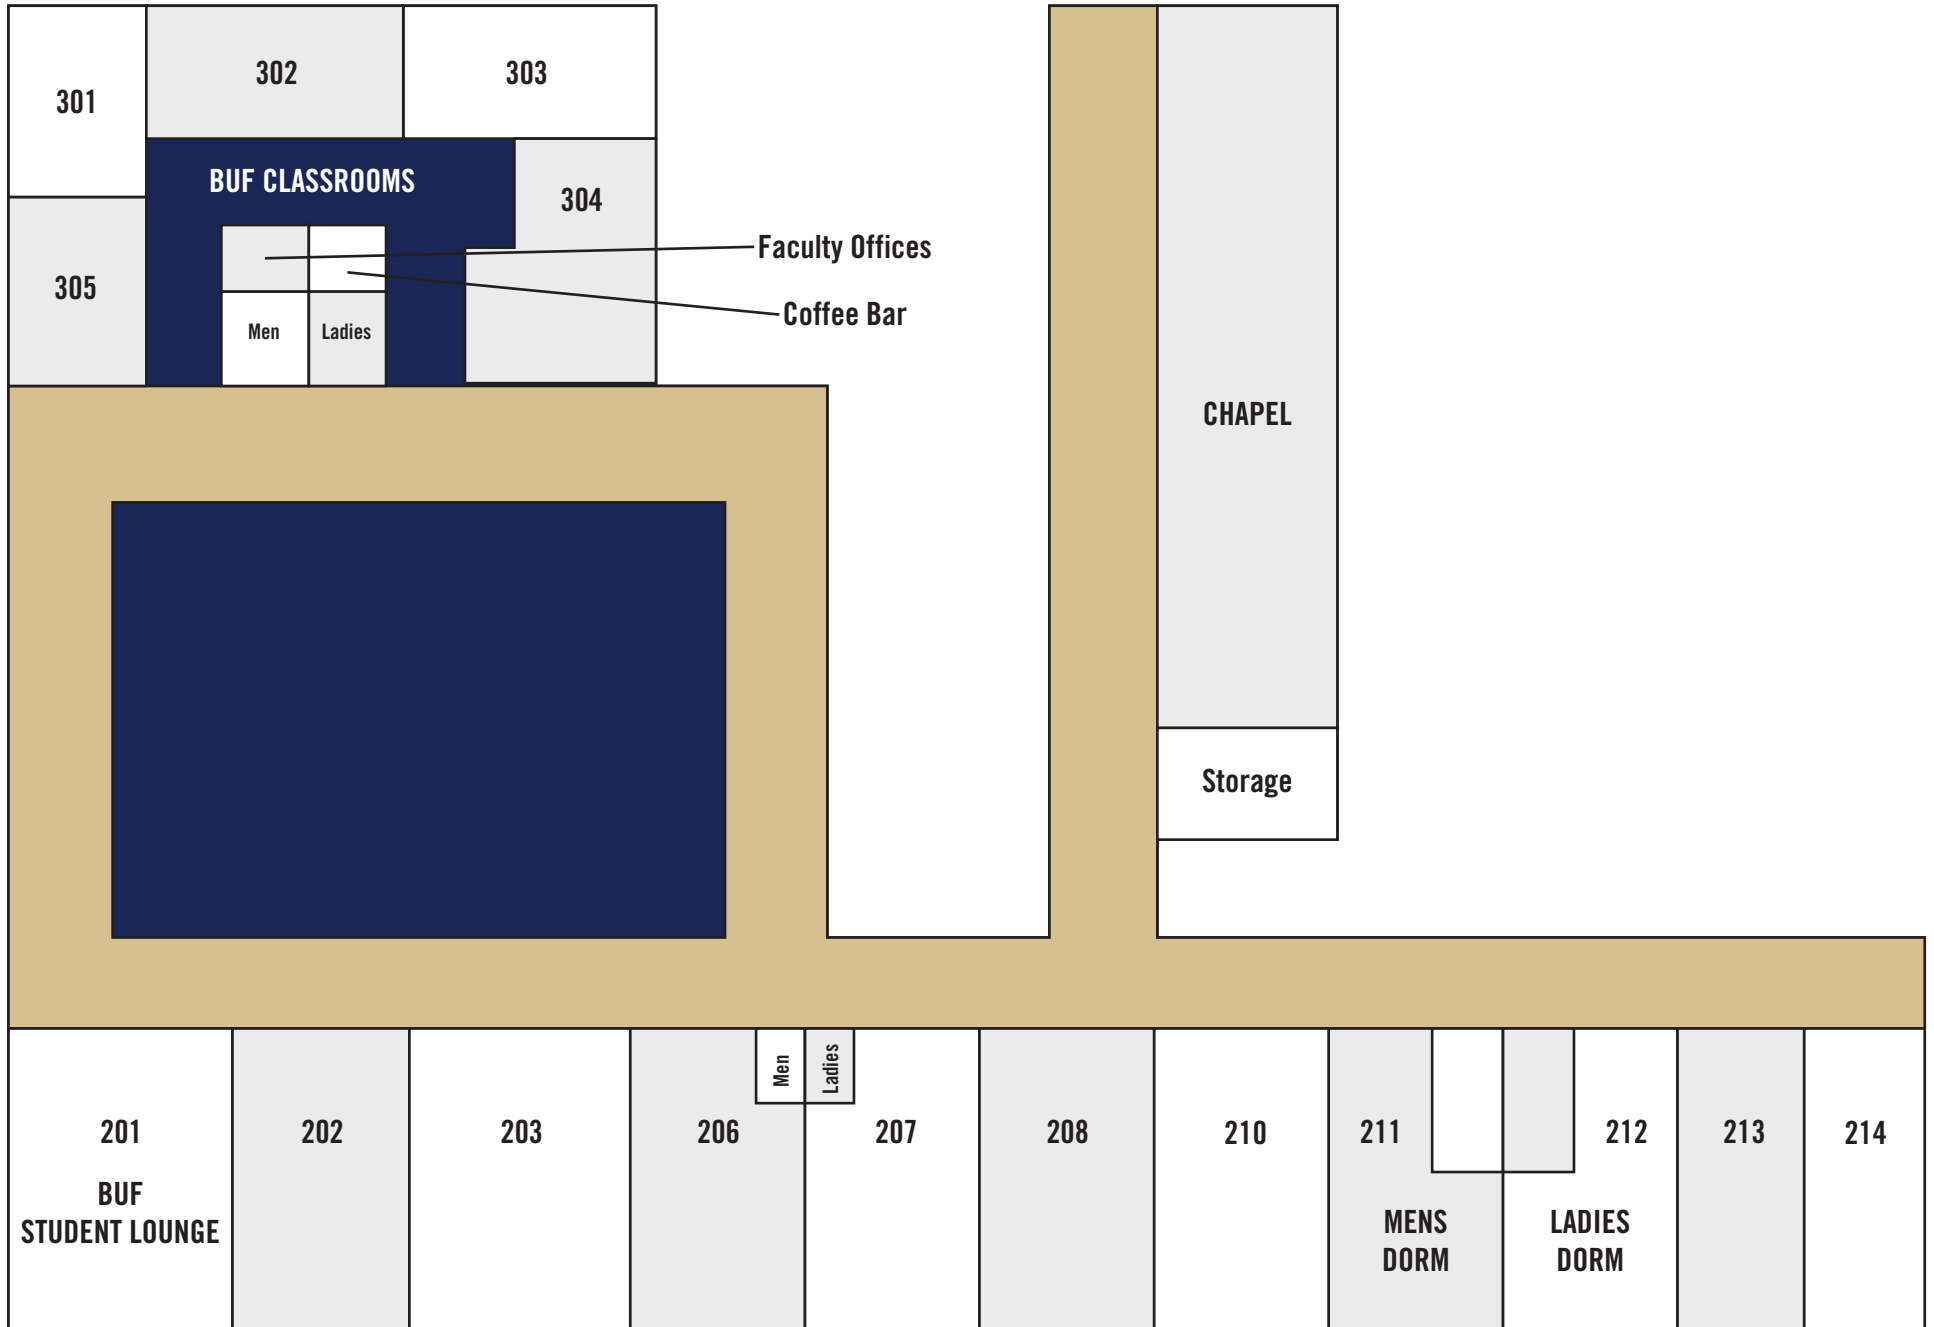 302
303
301
BUF CLASSROOMS
304
Faculty Offices
305
Coffee Bar
Men
Ladies
CHAPEL
Storage
Men
Ladies
201
202
203
206
207
208
210
211
212
213
214
BUF
STUDENT LOUNGE
MENS
DORM
LADIES
DORM